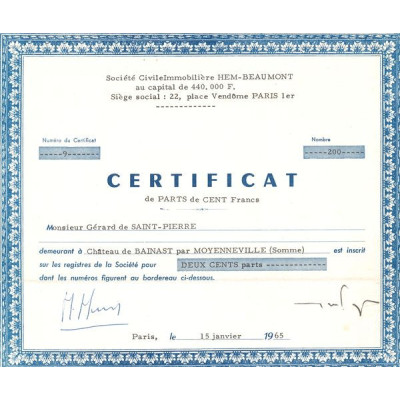 Société CivileImmobilière HEM-BEAUMONT
au capital de 440,000 F.
Siège social : 22, place Vendôme PARIS 1er
-------------
Numéro du Certificat
Nombre
-----9-----
-----200-----
CERTIFICAT
de PARTS de CENT Francs
Monsieur Gérard de SAINT-PIERRE
demeurant à Château de BAINAST par MOYENNEVILLE (Somme) est inscrit
sur les registres de la Société pour DEUX CENTS parts -----------
dont les numéros figurent au bordereau ci-dessous.
Paris, le 15 janvier 1965